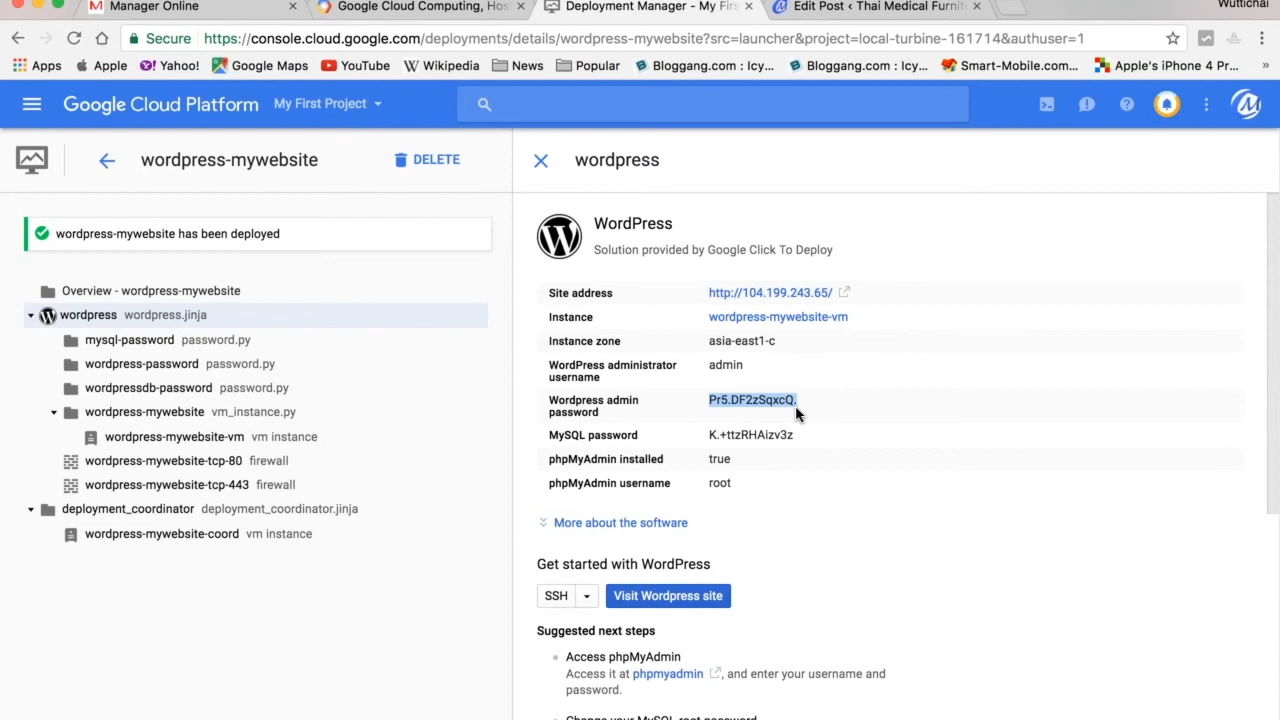 Manager Online
Google Cloud Computing, Hos
Deployment Manager - My Firs
Edit Post ‹ Thai Medical Furnit
Wuttichai
Secure https://console.cloud.google.com/deployments/details/wordpress-mywebsite?src=launcher&project=local-turbine-161714&authuser=1
Apps Apple Yahoo! Google Maps YouTube Wikipedia News Popular Bloggang.com : Icy... Bloggang.com : Icy... Smart-Mobile.com... Apple's iPhone 4 Pr... »
Google Cloud Platform My First Project
wordpress-mywebsite DELETE
wordpress-mywebsite has been deployed
Overview - wordpress-mywebsite
wordpress wordpress.jinja
mysql-password password.py
wordpress-password password.py
wordpressdb-password password.py
wordpress-mywebsite vm_instance.py
wordpress-mywebsite-vm vm instance
wordpress-mywebsite-tcp-80 firewall
wordpress-mywebsite-tcp-443 firewall
deployment_coordinator deployment_coordinator.jinja
wordpress-mywebsite-coord vm instance
wordpress
WordPress
Solution provided by Google Click To Deploy
Site address http://104.199.243.65/
Instance wordpress-mywebsite-vm
Instance zone asia-east1-c
WordPress administrator admin
username
Wordpress admin Pr5.DF2zSqxcQ.
password
MySQL password K.+ttzRHAizv3z
phpMyAdmin installed true
phpMyAdmin username root
More about the software
Get started with WordPress
SSH Visit Wordpress site
Suggested next steps
Access phpMyAdmin
Access it at phpmyadmin , and enter your username and
password.
Change your MySQL root password